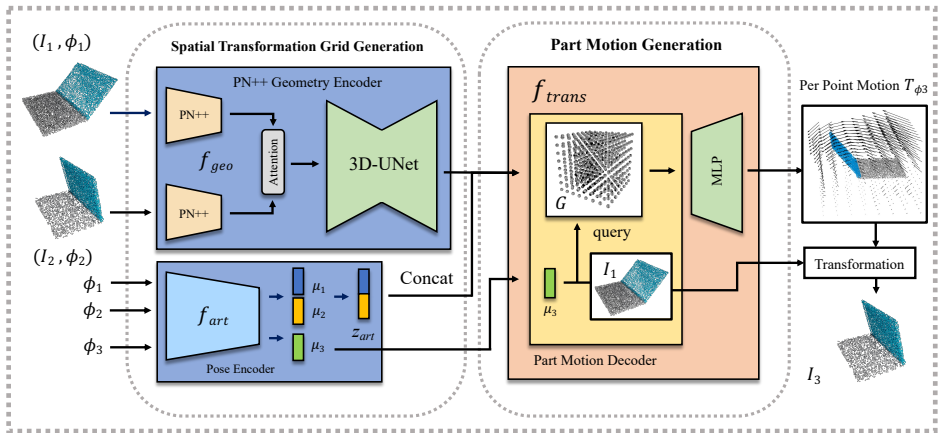 (I₁, ϕ₁)
Spatial Transformation Grid Generation
PN++ Geometry Encoder
PN++
f_geo
Attention
3D-UNet
PN++
(I₂, ϕ₂)
ϕ₁
ϕ₂
ϕ₃
f_art
μ₁
μ₂
μ₃
z_art
Concat
Pose Encoder
Part Motion Generation
f_trans
G
query
μ₃
I₁
MLP
Part Motion Decoder
Per Point Motion T_ϕ3
Transformation
I₃